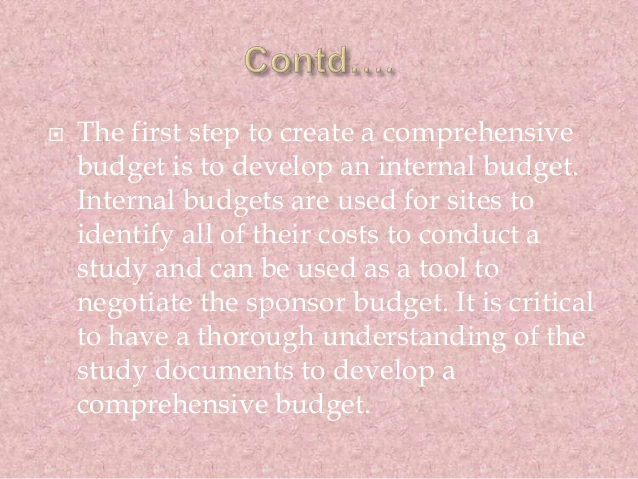 Contd....
The first step to create a comprehensive
budget is to develop an internal budget.
Internal budgets are used for sites to
identify all of their costs to conduct a
study and can be used as a tool to
negotiate the sponsor budget. It is critical
to have a thorough understanding of the
study documents to develop a
comprehensive budget.